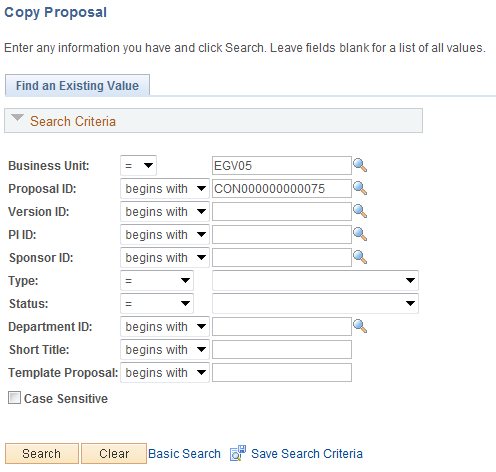 Copy Proposal
Enter any information you have and click Search. Leave fields blank for a list of all values.
Find an Existing Value
Search Criteria
Business Unit: = EGV05
Proposal ID: begins with CON000000000075
Version ID: begins with
PI ID: begins with
Sponsor ID: begins with
Type: =
Status: =
Department ID: begins with
Short Title: begins with
Template Proposal: begins with
Case Sensitive
Search Clear Basic Search Save Search Criteria